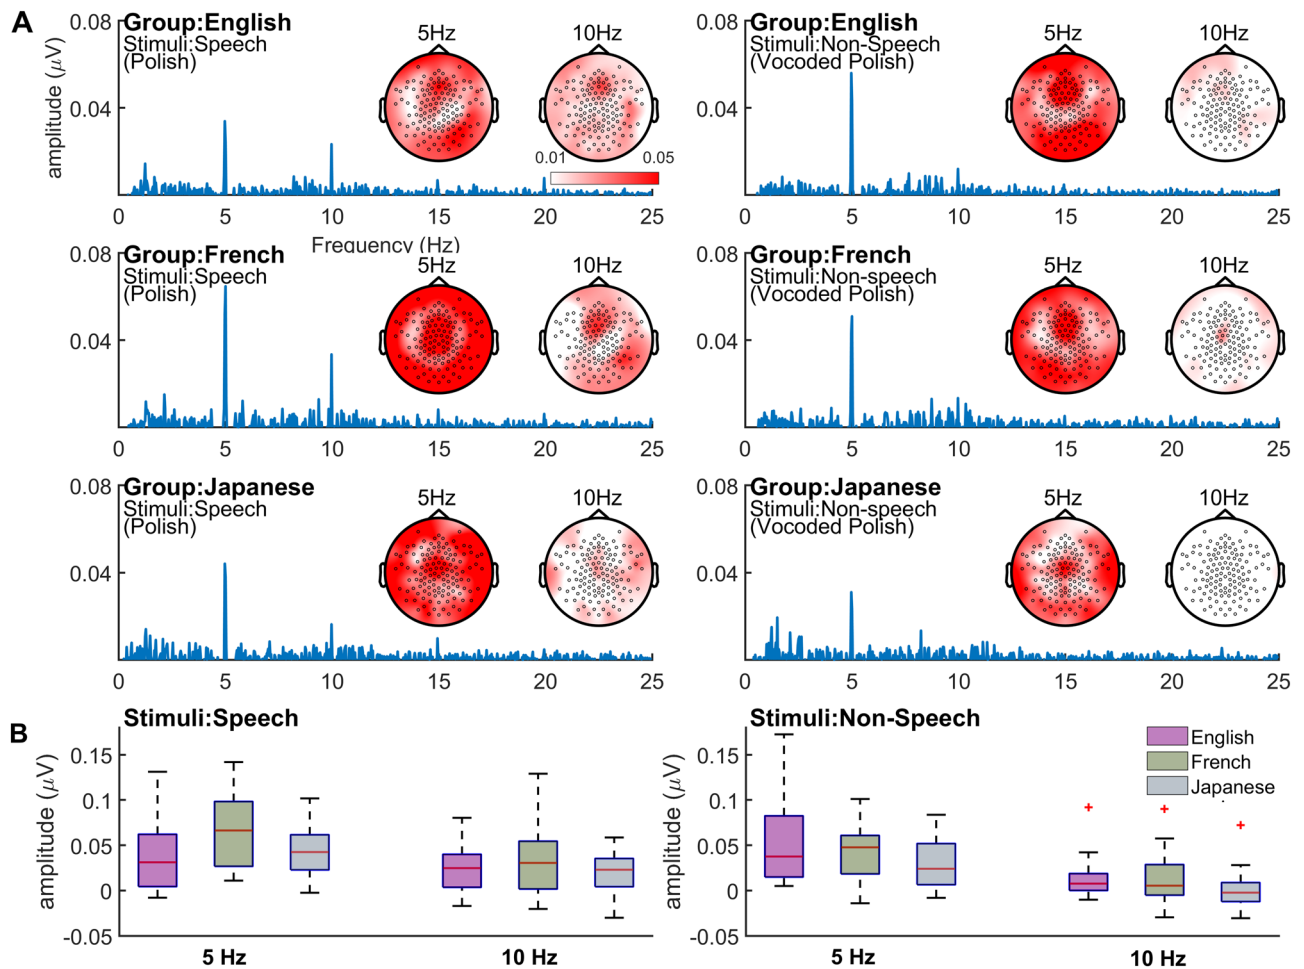 A
Group:English
Stimuli:Speech
(Polish)
5Hz
10Hz
0.08
0.04
amplitude (μV)
0.01
0.05
0
5
10
15
20
25
Frequency (Hz)
Group:English
Stimuli:Non-Speech
(Vocoded Polish)
5Hz
10Hz
0.08
0.04
0
5
10
15
20
25
Group:French
Stimuli:Speech
(Polish)
5Hz
10Hz
0.08
0.04
0
5
10
15
20
25
Group:French
Stimuli:Non-speech
(Vocoded Polish)
5Hz
10Hz
0.08
0.04
0
5
10
15
20
25
Group:Japanese
Stimuli:Speech
(Polish)
5Hz
10Hz
0.08
0.04
0
5
10
15
20
25
Group:Japanese
Stimuli:Non-speech
(Vocoded Polish)
5Hz
10Hz
0.08
0.04
0
5
10
15
20
25
B
Stimuli:Speech
amplitude (μV)
0.15
0.1
0.05
0
-0.05
5 Hz
10 Hz
Stimuli:Non-Speech
amplitude (μV)
0.15
0.1
0.05
0
-0.05
English
French
Japanese
5 Hz
10 Hz